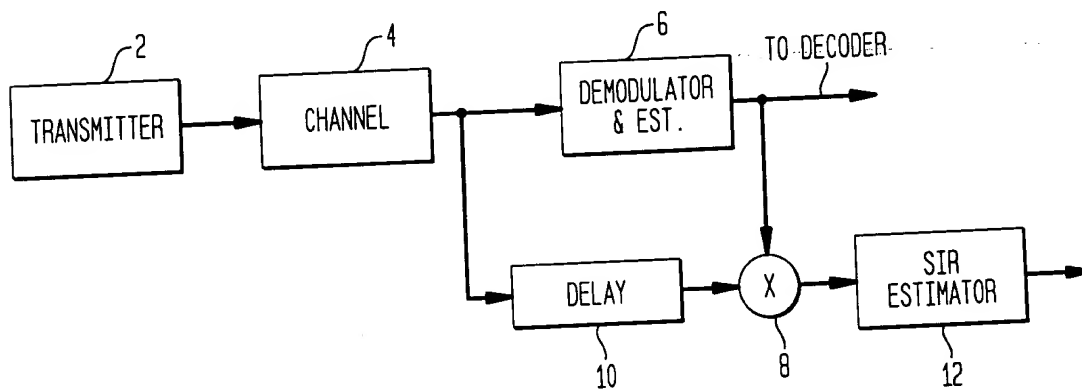 2
4
6
TO DECODER
TRANSMITTER
CHANNEL
DEMODULATOR
& EST.
DELAY
X
SIR
ESTIMATOR
10
8
12